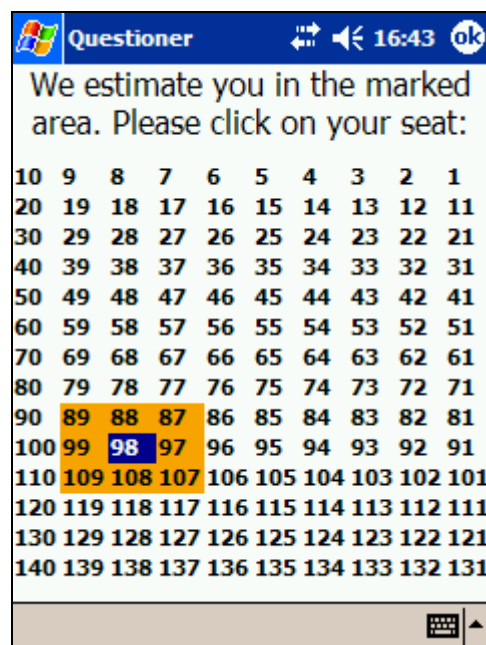 Questioner 16:43 ok
We estimate you in the marked
area. Please click on your seat:
10 9 8 7 6 5 4 3 2 1
20 19 18 17 16 15 14 13 12 11
30 29 28 27 26 25 24 23 22 21
40 39 38 37 36 35 34 33 32 31
50 49 48 47 46 45 44 43 42 41
60 59 58 57 56 55 54 53 52 51
70 69 68 67 66 65 64 63 62 61
80 79 78 77 76 75 74 73 72 71
90 89 88 87 86 85 84 83 82 81
100 99 98 97 96 95 94 93 92 91
110 109 108 107 106 105 104 103 102 101
120 119 118 117 116 115 114 113 112 111
130 129 128 127 126 125 124 123 122 121
140 139 138 137 136 135 134 133 132 131